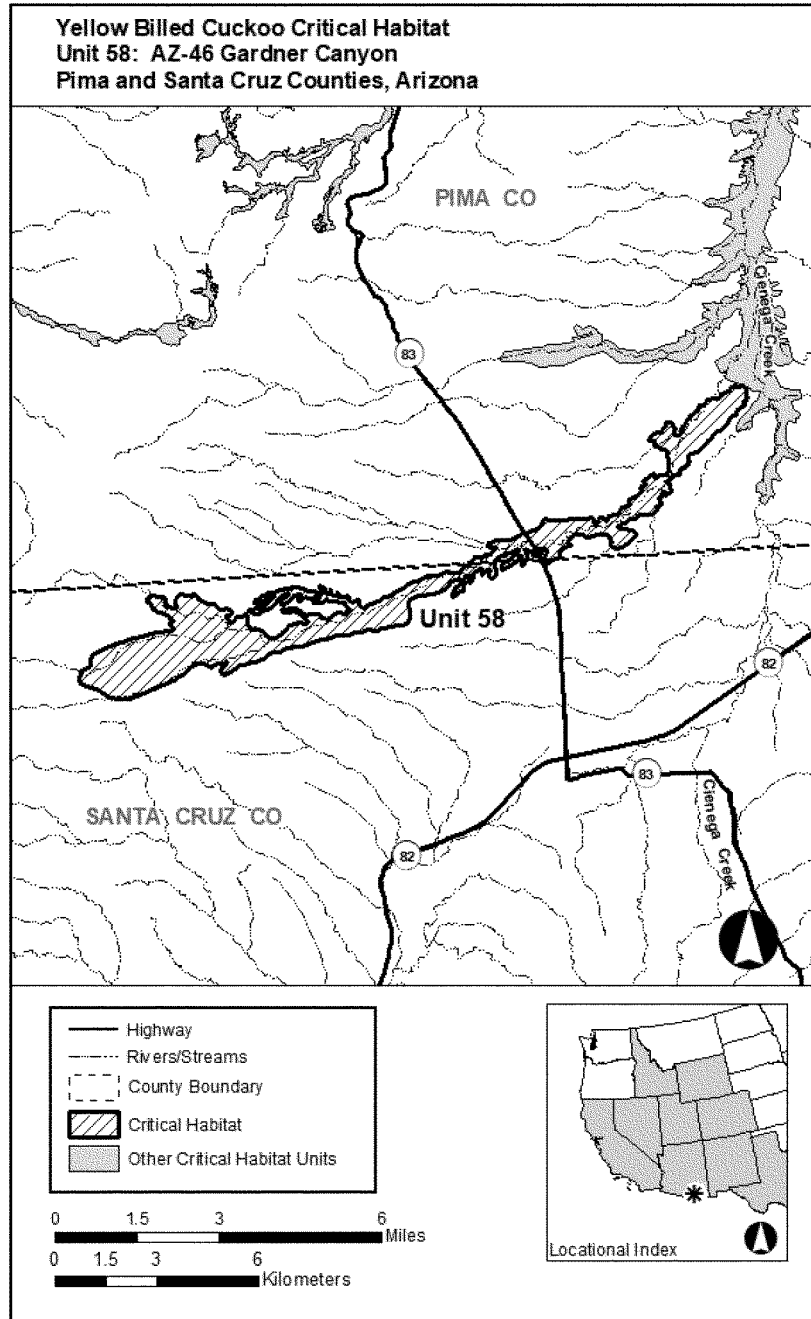 Yellow Billed Cuckoo Critical Habitat
Unit 58: AZ-46 Gardner Canyon
Pima and Santa Cruz Counties, Arizona
PIMA CO
Cienega Creek
83
Unit 58
82
83
SANTA CRUZ CO
82
Cienega Creek
Highway
Rivers/Streams
County Boundary
Critical Habitat
Other Critical Habitat Units
0 1.5 3 6
Miles
0 1.5 3 6
Kilometers
Locational Index